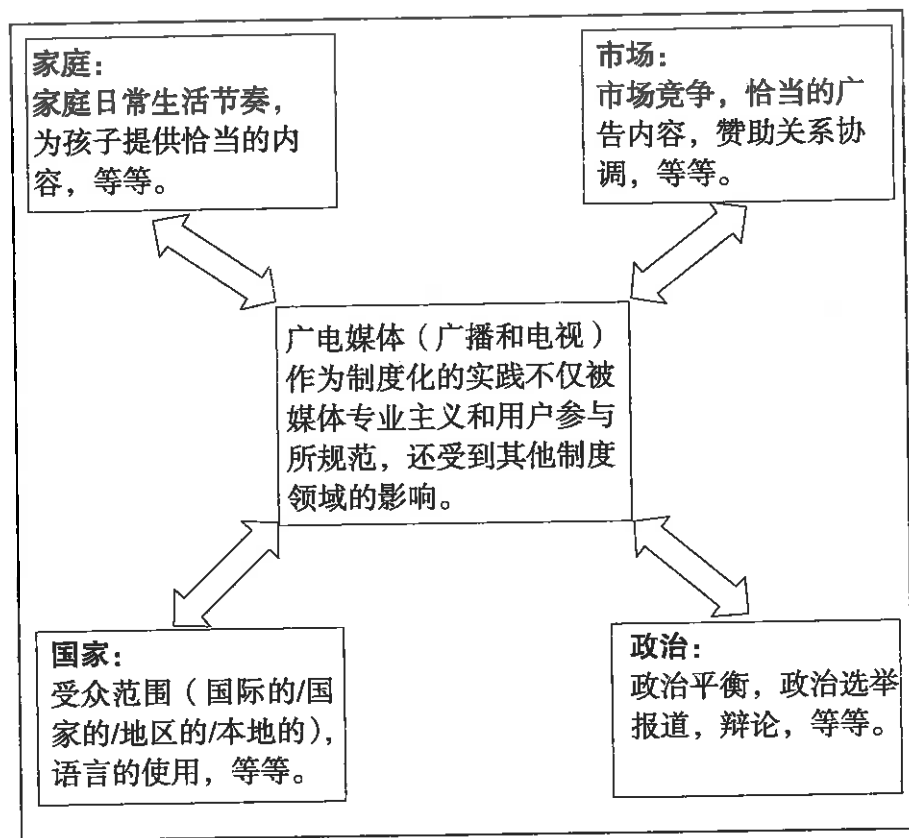 家庭：
家庭日常生活节奏，
为孩子提供恰当的内
容，等等。
市场：
市场竞争，恰当的广
告内容，赞助关系协
调，等等。
广电媒体（广播和电视）
作为制度化的实践不仅被
媒体专业主义和用户参与
所规范，还受到其他制度
领域的影响。
国家：
受众范围（国际的/国
家的/地区的/本地的），
语言的使用，等等。
政治：
政治平衡，政治选举
报道，辩论，等等。